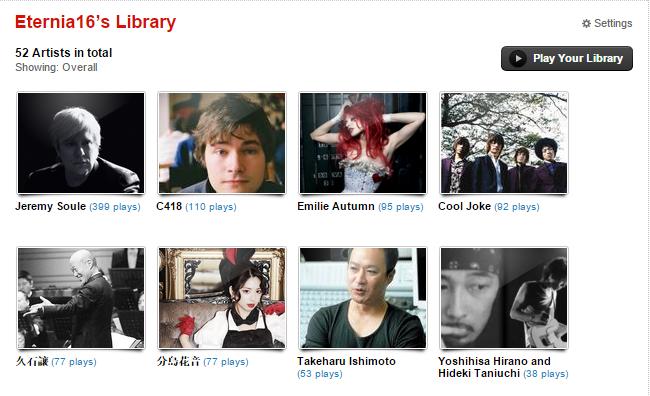 Eternia16’s Library
Settings
52 Artists in total
Showing: Overall
Play Your Library
Jeremy Soule (399 plays)
C418 (110 plays)
Emilie Autumn (95 plays)
Cool Joke (92 plays)
久石譲 (77 plays)
分島花音 (77 plays)
Takeharu Ishimoto
(53 plays)
Yoshihisa Hirano and
Hideki Taniuchi (38 plays)